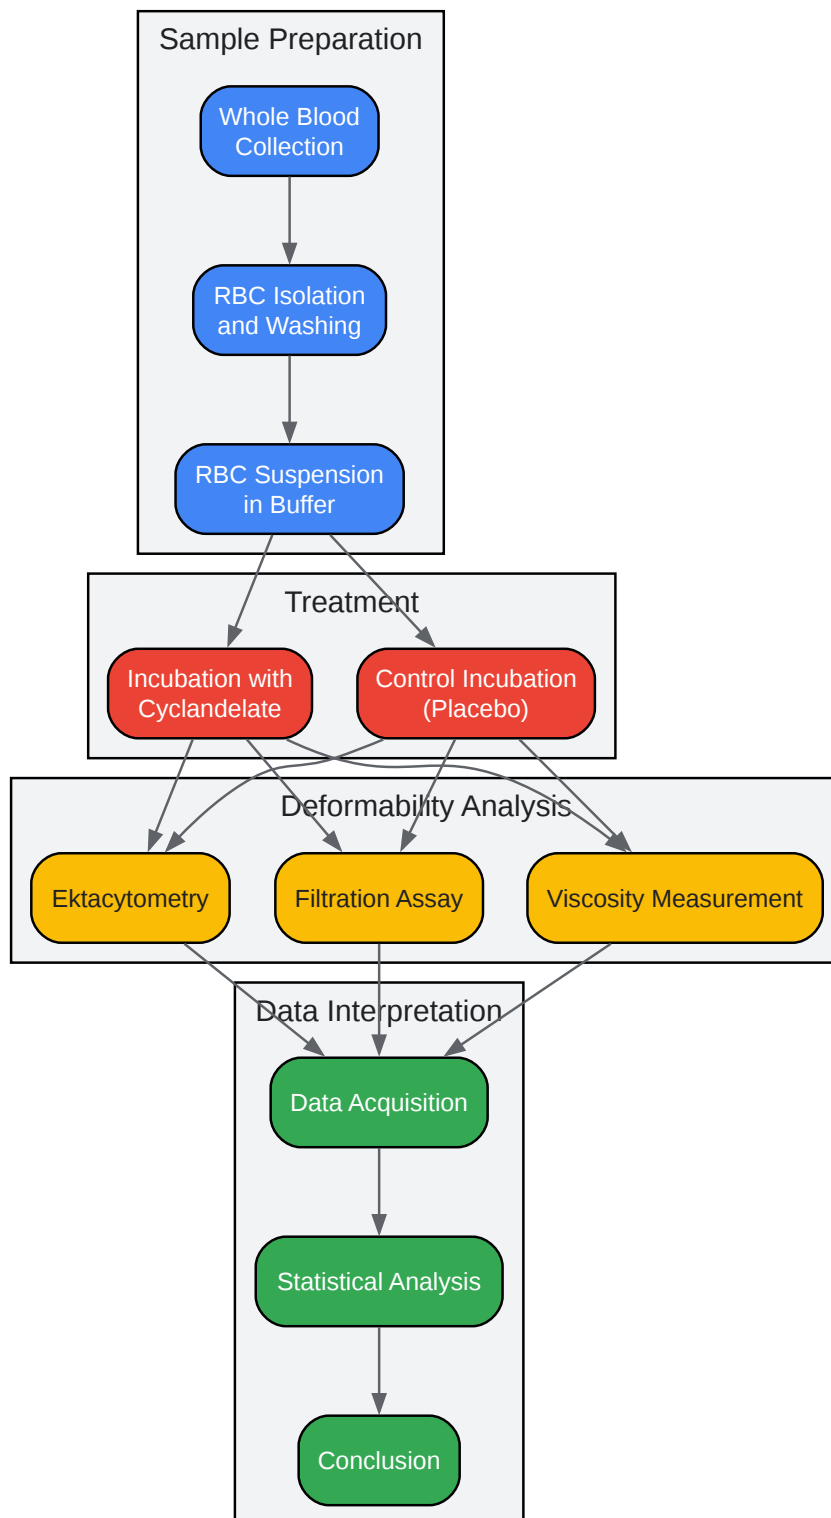 Sample Preparation
Whole Blood
Collection
RBC Isolation
and Washing
RBC Suspension
in Buffer
Treatment
Incubation with
Cyclandelate
Control Incubation
(Placebo)
Deformability Analysis
Ektacytometry
Filtration Assay
Viscosity Measurement
Data Interpretation
Data Acquisition
Statistical Analysis
Conclusion